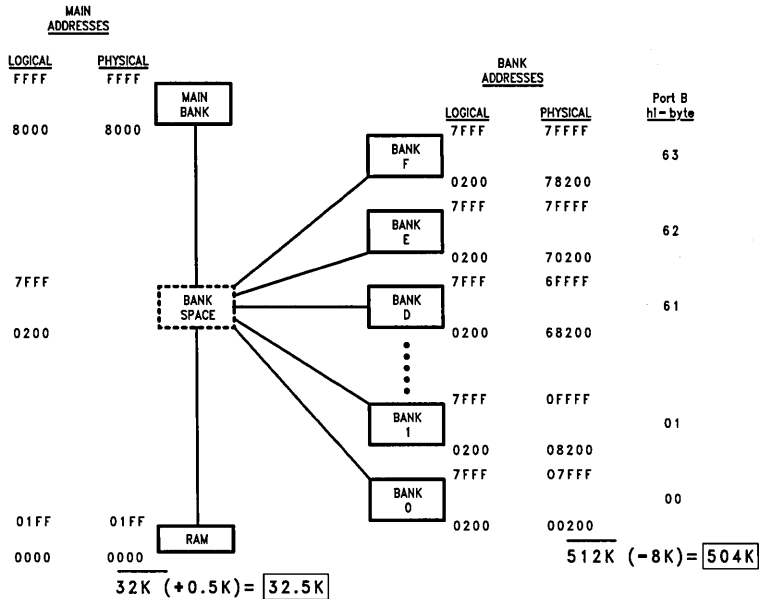 MAIN
ADDRESSES
LOGICAL PHYSICAL
FFFF FFFF
MAIN
BANK
8000 8000
7FFF
BANK
SPACE
0200
01FF 01FF
RAM
0000 0000
32K (+0.5K)= 32.5K
BANK
ADDRESSES
LOGICAL PHYSICAL Port B
hi-byte
7FFF 7FFFF
BANK
F
63
0200 78200
7FFF 7FFFF
BANK
E
62
0200 70200
7FFF 6FFFF
BANK
D
61
0200 68200
7FFF 0FFFF
BANK
1
01
0200 08200
7FFF 07FFF
BANK
0
00
0200 00200
512K (-8K)= 504K